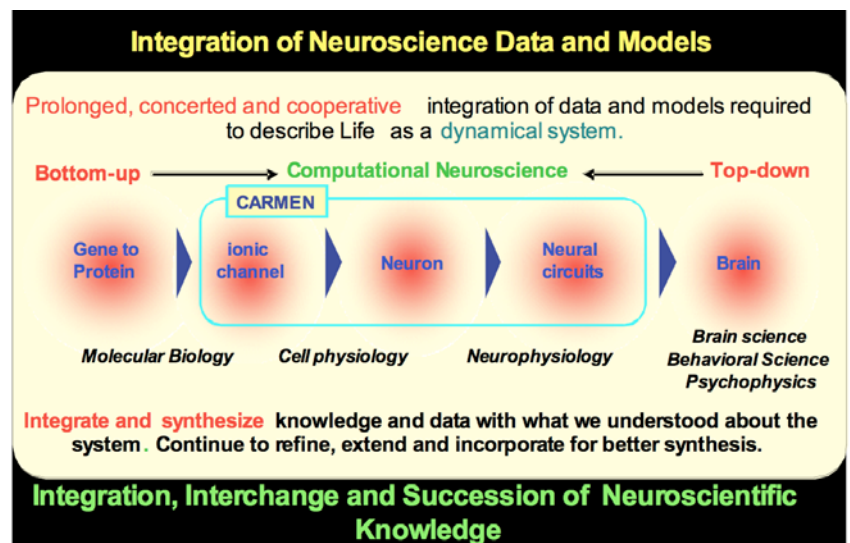 Integration of Neuroscience Data and Models
Prolonged, concerted and cooperative integration of data and models required
to describe Life as a dynamical system.
Bottom-up Computational Neuroscience Top-down
CARMEN
Gene to
Protein
ionic
channel
Neuron
Neural
circuits
Brain
Molecular Biology
Cell physiology
Neurophysiology
Brain science
Behavioral Science
Psychophysics
Integrate and synthesize knowledge and data with what we understood about the
system. Continue to refine, extend and incorporate for better synthesis.
Integration, Interchange and Succession of Neuroscientific
Knowledge